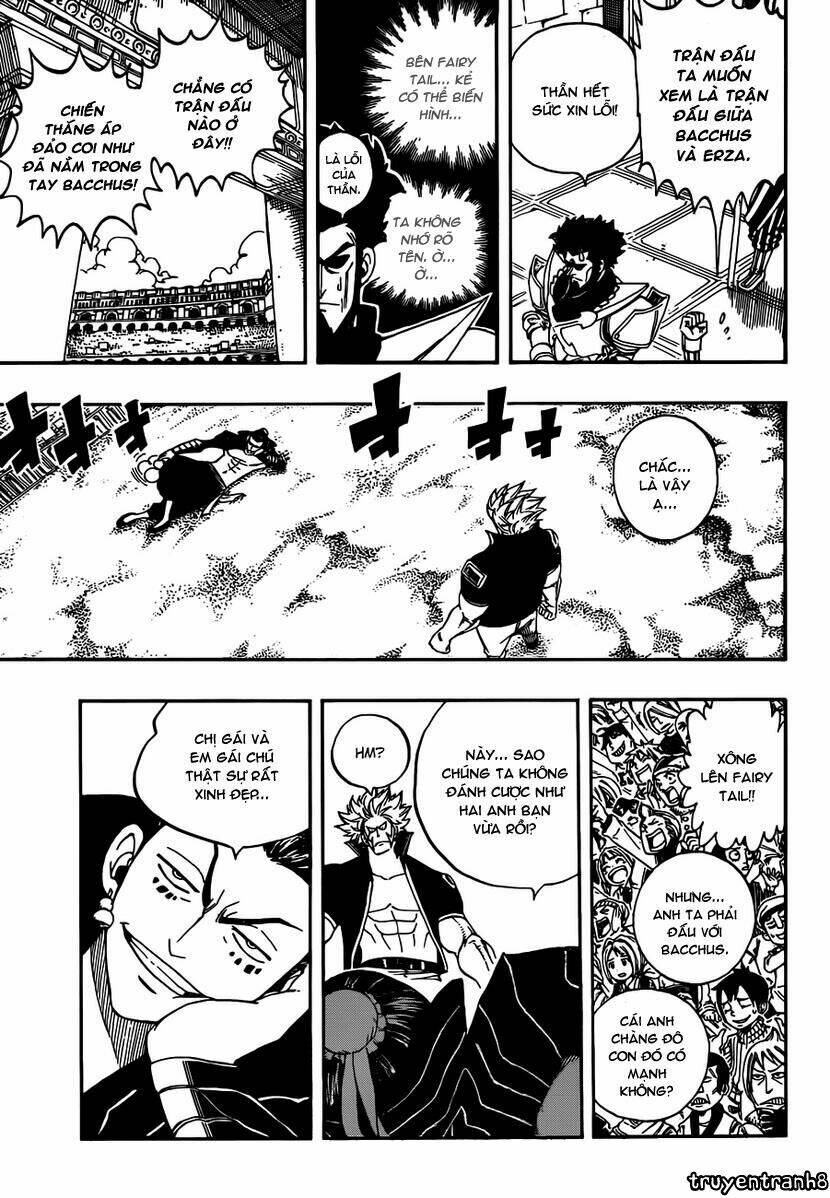 TRẬN ĐẤU
TA MUỐN
XEM LÀ TRẬN
ĐẤU GIỮA
BACCHUS
VÀ ERZA.
THẦN HẾT
SỨC XIN LỖI!
BÊN FAIRY
TAIL... KẺ
CÓ THỂ BIẾN
HÌNH...
LÀ LỖI
CỦA
THẦN.
TA KHÔNG
NHỚ RÕ
TÊN. Ờ...
Ờ...
CHẲNG CÓ
TRẬN ĐẤU
NÀO Ở
ĐÂY!!
CHIẾN
THẮNG ÁP
ĐẢO COI NHƯ
ĐÃ NẰM TRONG
TAY BACCHUS!
CHẮC...
LÀ VẬY
Ạ...
XÔNG
LÊN FAIRY
TAIL!!
NHƯNG...
ANH TA PHẢI
ĐẤU VỚI
BACCHUS.
CÁI ANH
CHÀNG ĐÔ
CON ĐÓ CÓ
MẠNH
KHÔNG?
NÀY... SAO
CHÚNG TA KHÔNG
ĐÁNH CƯỢC NHƯ
HAI ANH BẠN
VỪA RỒI?
HM?
CHỊ GÁI VÀ
EM GÁI CHÚ
THẬT SỰ RẤT
XINH ĐẸP...
truyentranh8